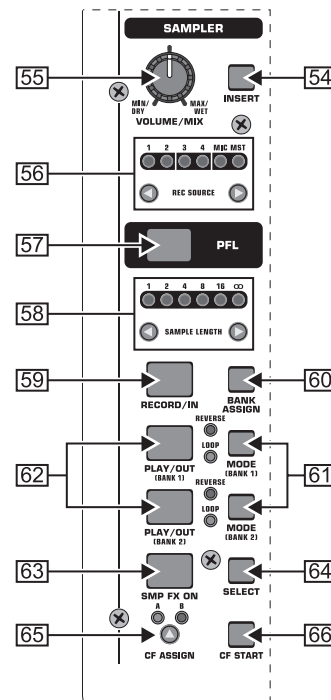 SAMPLER
55
54
INSERT
MIN/
DRY
MAX/
WET
VOLUME/MIX
1 2 3 4 MIC MST
56
REC SOURCE
57
PFL
1 2 4 8 16 ∞
58
SAMPLE LENGTH
59
60
RECORD/IN
BANK
ASSIGN
REVERSE
LOOP
62
61
PLAY/OUT
(BANK 1)
MODE
(BANK 1)
REVERSE
LOOP
PLAY/OUT
(BANK 2)
MODE
(BANK 2)
63
64
SMP FX ON
SELECT
A B
65
66
CF ASSIGN
CF START